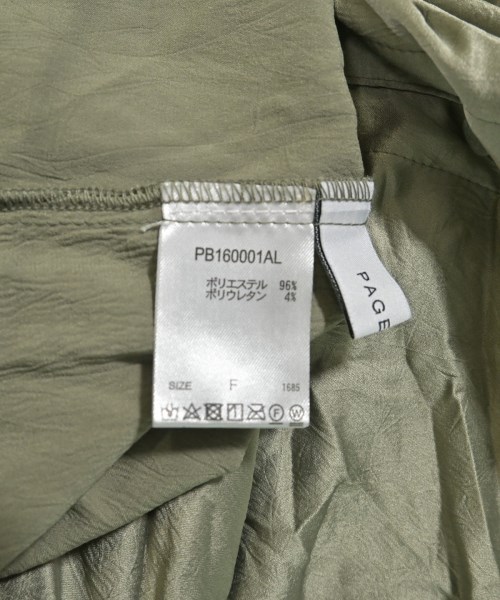 PB160001AL
ポリエステル 96%
ポリウレタン 4%
SIZE F 1685
F W
PAGE